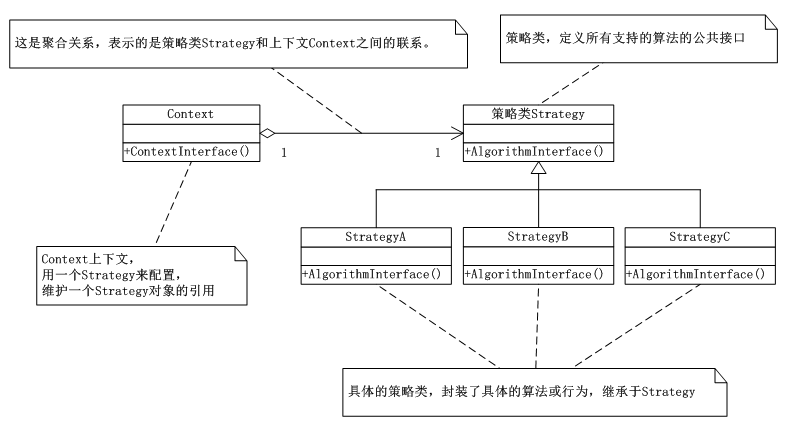 这是聚合关系，表示的是策略类Strategy和上下文Context之间的联系。
策略类，定义所有支持的算法的公共接口
Context
+ContextInterface()
1
1
策略类Strategy
+AlgorithmInterface()
StrategyA
+AlgorithmInterface()
StrategyB
+AlgorithmInterface()
StrategyC
+AlgorithmInterface()
Context上下文，
用一个Strategy来配置，
维护一个Strategy对象的引用
具体的策略类，封装了具体的算法或行为，继承于Strategy